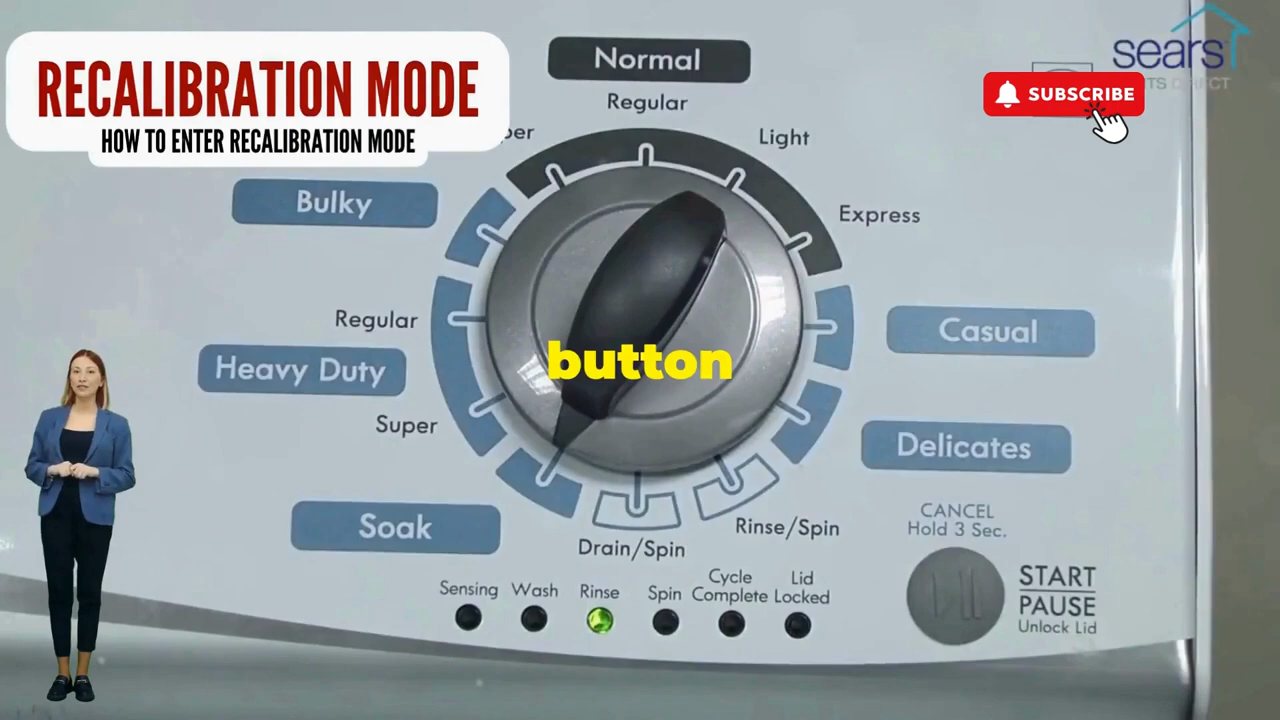 RECALIBRATION MODE
HOW TO ENTER RECALIBRATION MODE
sears
SUBSCRIBE
Normal
Regular
Light
Express
Bulky
Regular
Heavy Duty
Super
Casual
Delicates
button
Soak
Rinse/Spin
Drain/Spin
CANCEL
Hold 3 Sec.
START
PAUSE
Unlock Lid
Sensing
Wash
Rinse
Spin
Cycle
Complete
Lid
Locked